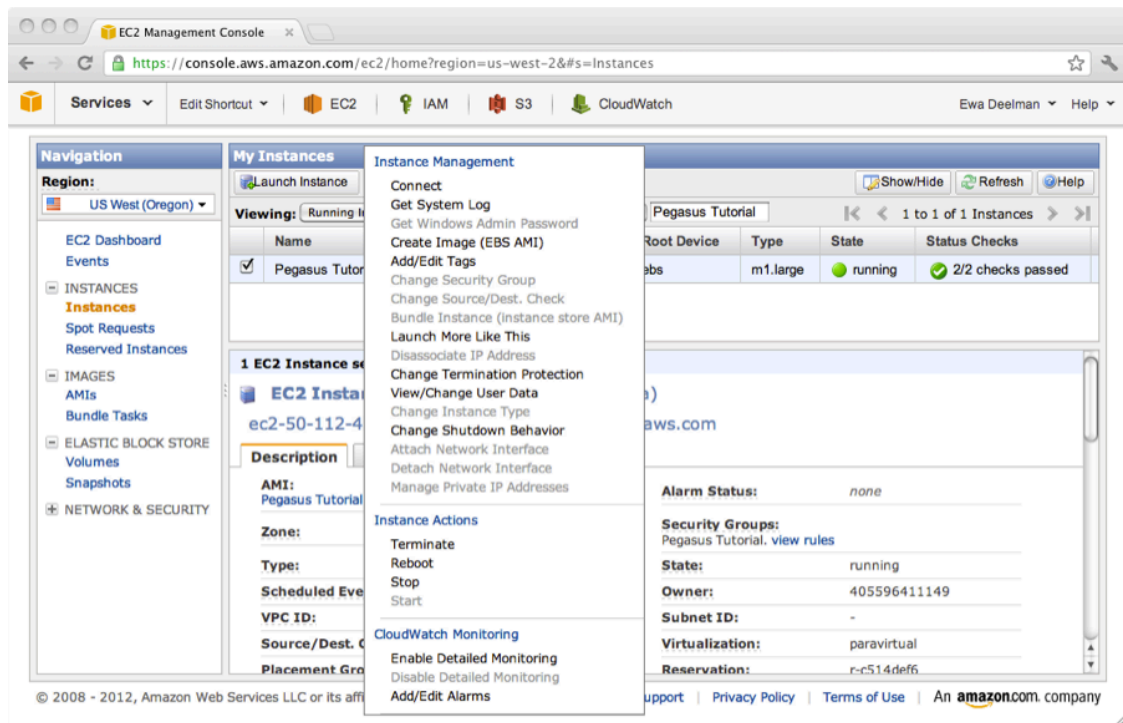 EC2 Management Console
https://console.aws.amazon.com/ec2/home?region=us-west-2&#s=Instances
Services Edit Shortcut EC2 IAM S3 CloudWatch Ewa Deelman Help
Navigation
Region:
US West (Oregon)
EC2 Dashboard
Events
INSTANCES
Instances
Spot Requests
Reserved Instances
IMAGES
AMIs
Bundle Tasks
ELASTIC BLOCK STORE
Volumes
Snapshots
NETWORK & SECURITY
My Instances
Launch Instance
Show/Hide Refresh Help
Viewing: Running Pegasus Tutorial 1 to 1 of 1 Instances
Name Root Device Type State Status Checks
Pegasus ebs m1.large running 2/2 checks passed
1 EC2 Instance
EC2
ec2-50-112-4 aws.com
Description
AMI:
Pegasus Tutorial
Zone:
Type:
Scheduled
VPC ID:
Source/Dest.
Placement
Alarm Status: none
Security Groups:
Pegasus Tutorial. view rules
State: running
Owner: 405596411149
Subnet ID: -
Virtualization: paravirtual
Reservation: r-c514def6
Instance Management
Connect
Get System Log
Get Windows Admin Password
Create Image (EBS AMI)
Add/Edit Tags
Change Security Group
Change Source/Dest. Check
Bundle Instance (instance store AMI)
Launch More Like This
Disassociate IP Address
Change Termination Protection
View/Change User Data
Change Instance Type
Change Shutdown Behavior
Attach Network Interface
Detach Network Interface
Manage Private IP Addresses
Instance Actions
Terminate
Reboot
Stop
Start
CloudWatch Monitoring
Enable Detailed Monitoring
Disable Detailed Monitoring
Add/Edit Alarms
© 2008 - 2012, Amazon Web Services LLC or its Privacy Policy Terms of Use An amazon.com. company